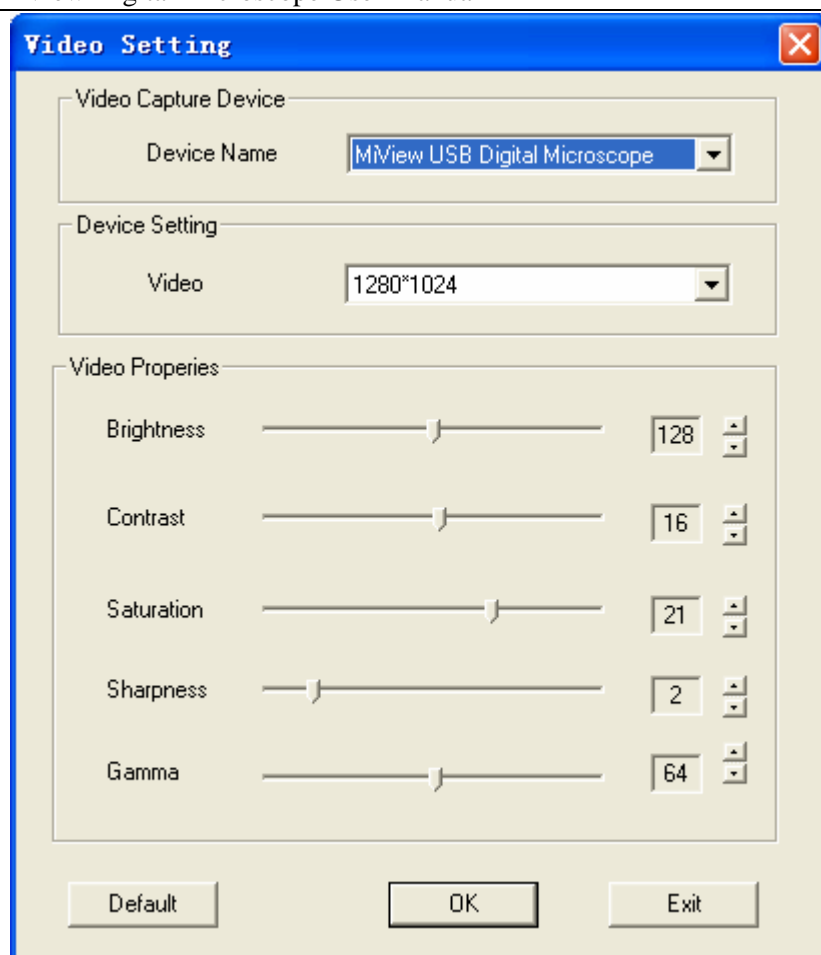 Video Setting
Video Capture Device
Device Name MiView USB Digital Microscope
Device Setting
Video 1280*1024
Video Properies
Brightness 128
Contrast 16
Saturation 21
Sharpness 2
Gamma 64
Default OK Exit